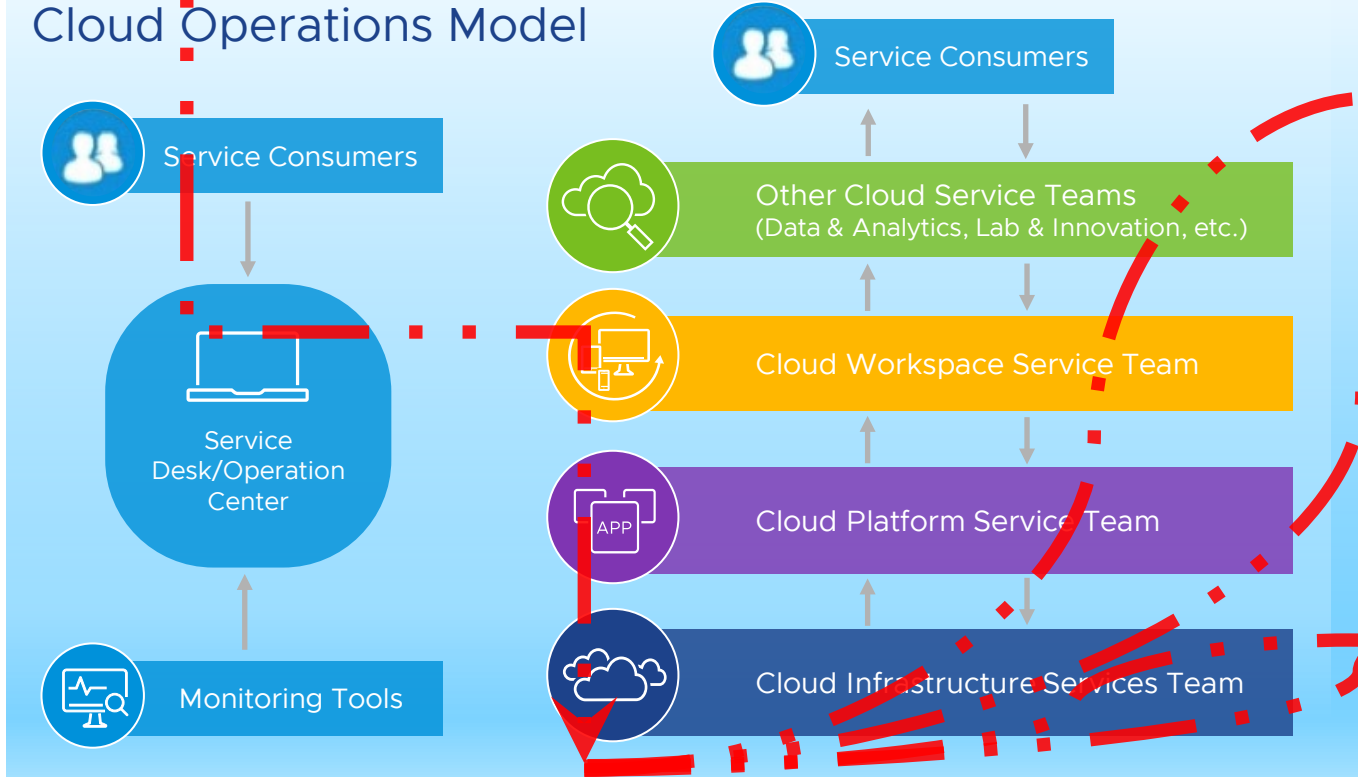 Cloud Operations Model
Service Consumers
Service
Desk/Operation
Center
Monitoring Tools
Service Consumers
Other Cloud Service Teams
(Data & Analytics, Lab & Innovation, etc.)
Cloud Workspace Service Team
APP
Cloud Platform Service Team
Cloud Infrastructure Services Team